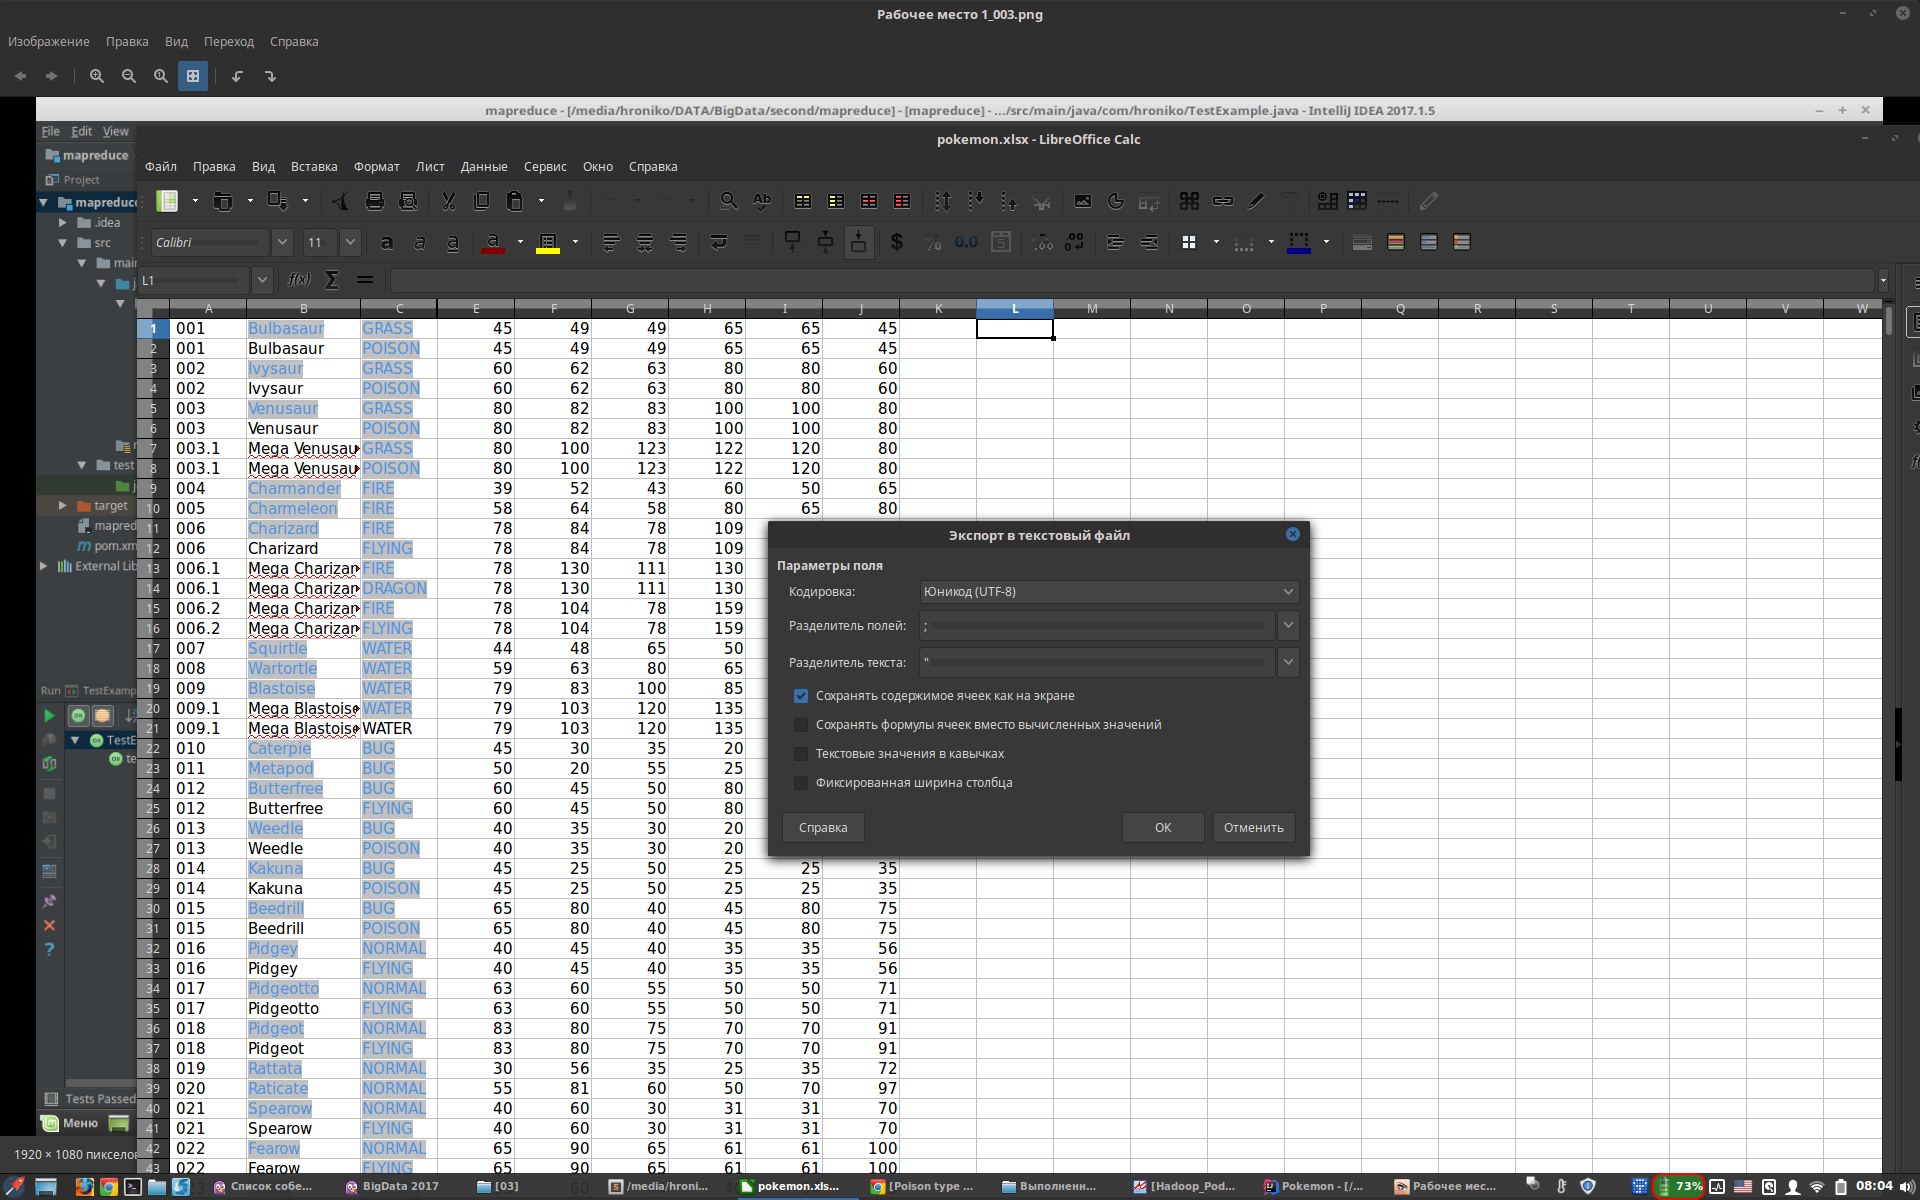 Рабочее место 1_003.png
Изображение Правка Вид Переход Справка
mapreduce - [/media/hroniko/DATA/BigData/second/mapreduce] - [mapreduce] - .../src/main/java/com/hroniko/TestExample.java - IntelliJ IDEA 2017.1.5
File Edit View
pokemon.xlsx - LibreOffice Calc
mapreduce
Файл Правка Вид Вставка Формат Лист Данные Сервис Окно Справка
Project
mapreduce
.idea
src
main
test
target
mapred
pom.xm
External Lib
Calibri 11
L1
A B C E F G H I J K L M N O P Q R S T U V W
1 001 Bulbasaur GRASS 45 49 49 65 65 45
2 001 Bulbasaur POISON 45 49 49 65 65 45
3 002 Ivysaur GRASS 60 62 63 80 80 60
4 002 Ivysaur POISON 60 62 63 80 80 60
5 003 Venusaur GRASS 80 82 83 100 100 80
6 003 Venusaur POISON 80 82 83 100 100 80
7 003.1 Mega Venusau GRASS 80 100 123 122 120 80
8 003.1 Mega Venusau POISON 80 100 123 122 120 80
9 004 Charmander FIRE 39 52 43 60 50 65
10 005 Charmeleon FIRE 58 64 58 80 65 80
11 006 Charizard FIRE 78 84 78 109
12 006 Charizard FLYING 78 84 78 109
13 006.1 Mega Charizar FIRE 78 130 111 130
14 006.1 Mega Charizar DRAGON 78 130 111 130
15 006.2 Mega Charizar FIRE 78 104 78 159
16 006.2 Mega Charizar FLYING 78 104 78 159
17 007 Squirtle WATER 44 48 65 50
18 008 Wartortle WATER 59 63 80 65
19 009 Blastoise WATER 79 83 100 85
20 009.1 Mega Blastoise WATER 79 103 120 135
21 009.1 Mega Blastoise WATER 79 103 120 135
22 010 Caterpie BUG 45 30 35 20
23 011 Metapod BUG 50 20 55 25
24 012 Butterfree BUG 60 45 50 80
25 012 Butterfree FLYING 60 45 50 80
26 013 Weedle BUG 40 35 30 20
27 013 Weedle POISON 40 35 30 20
28 014 Kakuna BUG 45 25 50 25 25 35
29 014 Kakuna POISON 45 25 50 25 25 35
30 015 Beedrill BUG 65 80 40 45 80 75
31 015 Beedrill POISON 65 80 40 45 80 75
32 016 Pidgey NORMAL 40 45 40 35 35 56
33 016 Pidgey FLYING 40 45 40 35 35 56
34 017 Pidgeotto NORMAL 63 60 55 50 50 71
35 017 Pidgeotto FLYING 63 60 55 50 50 71
36 018 Pidgeot NORMAL 83 80 75 70 70 91
37 018 Pidgeot FLYING 83 80 75 70 70 91
38 019 Rattata NORMAL 30 56 35 25 35 72
39 020 Raticate NORMAL 55 81 60 50 70 97
40 021 Spearow NORMAL 40 60 30 31 31 70
41 021 Spearow FLYING 40 60 30 31 31 70
42 022 Fearow NORMAL 65 90 65 61 61 100
43 022 Fearow FLYING 65 90 65 61 61 100
Экспорт в текстовый файл
Параметры поля
Кодировка: Юникод (UTF-8)
Разделитель полей: ;
Разделитель текста: "
Сохранять содержимое ячеек как на экране
Сохранять формулы ячеек вместо вычисленных значений
Текстовые значения в кавычках
Фиксированная ширина столбца
Справка ОК Отменить
Run TestExamp
TestE
te
Tests Passed
Меню
1920 × 1080 пикселов
Список собе... BigData 2017 [03] /media/hroni... pokemon.xls... [Poison type ... Выполненн... [Hadoop_Pod... Pokemon - [/... Рабочее мес... 73% 08:04